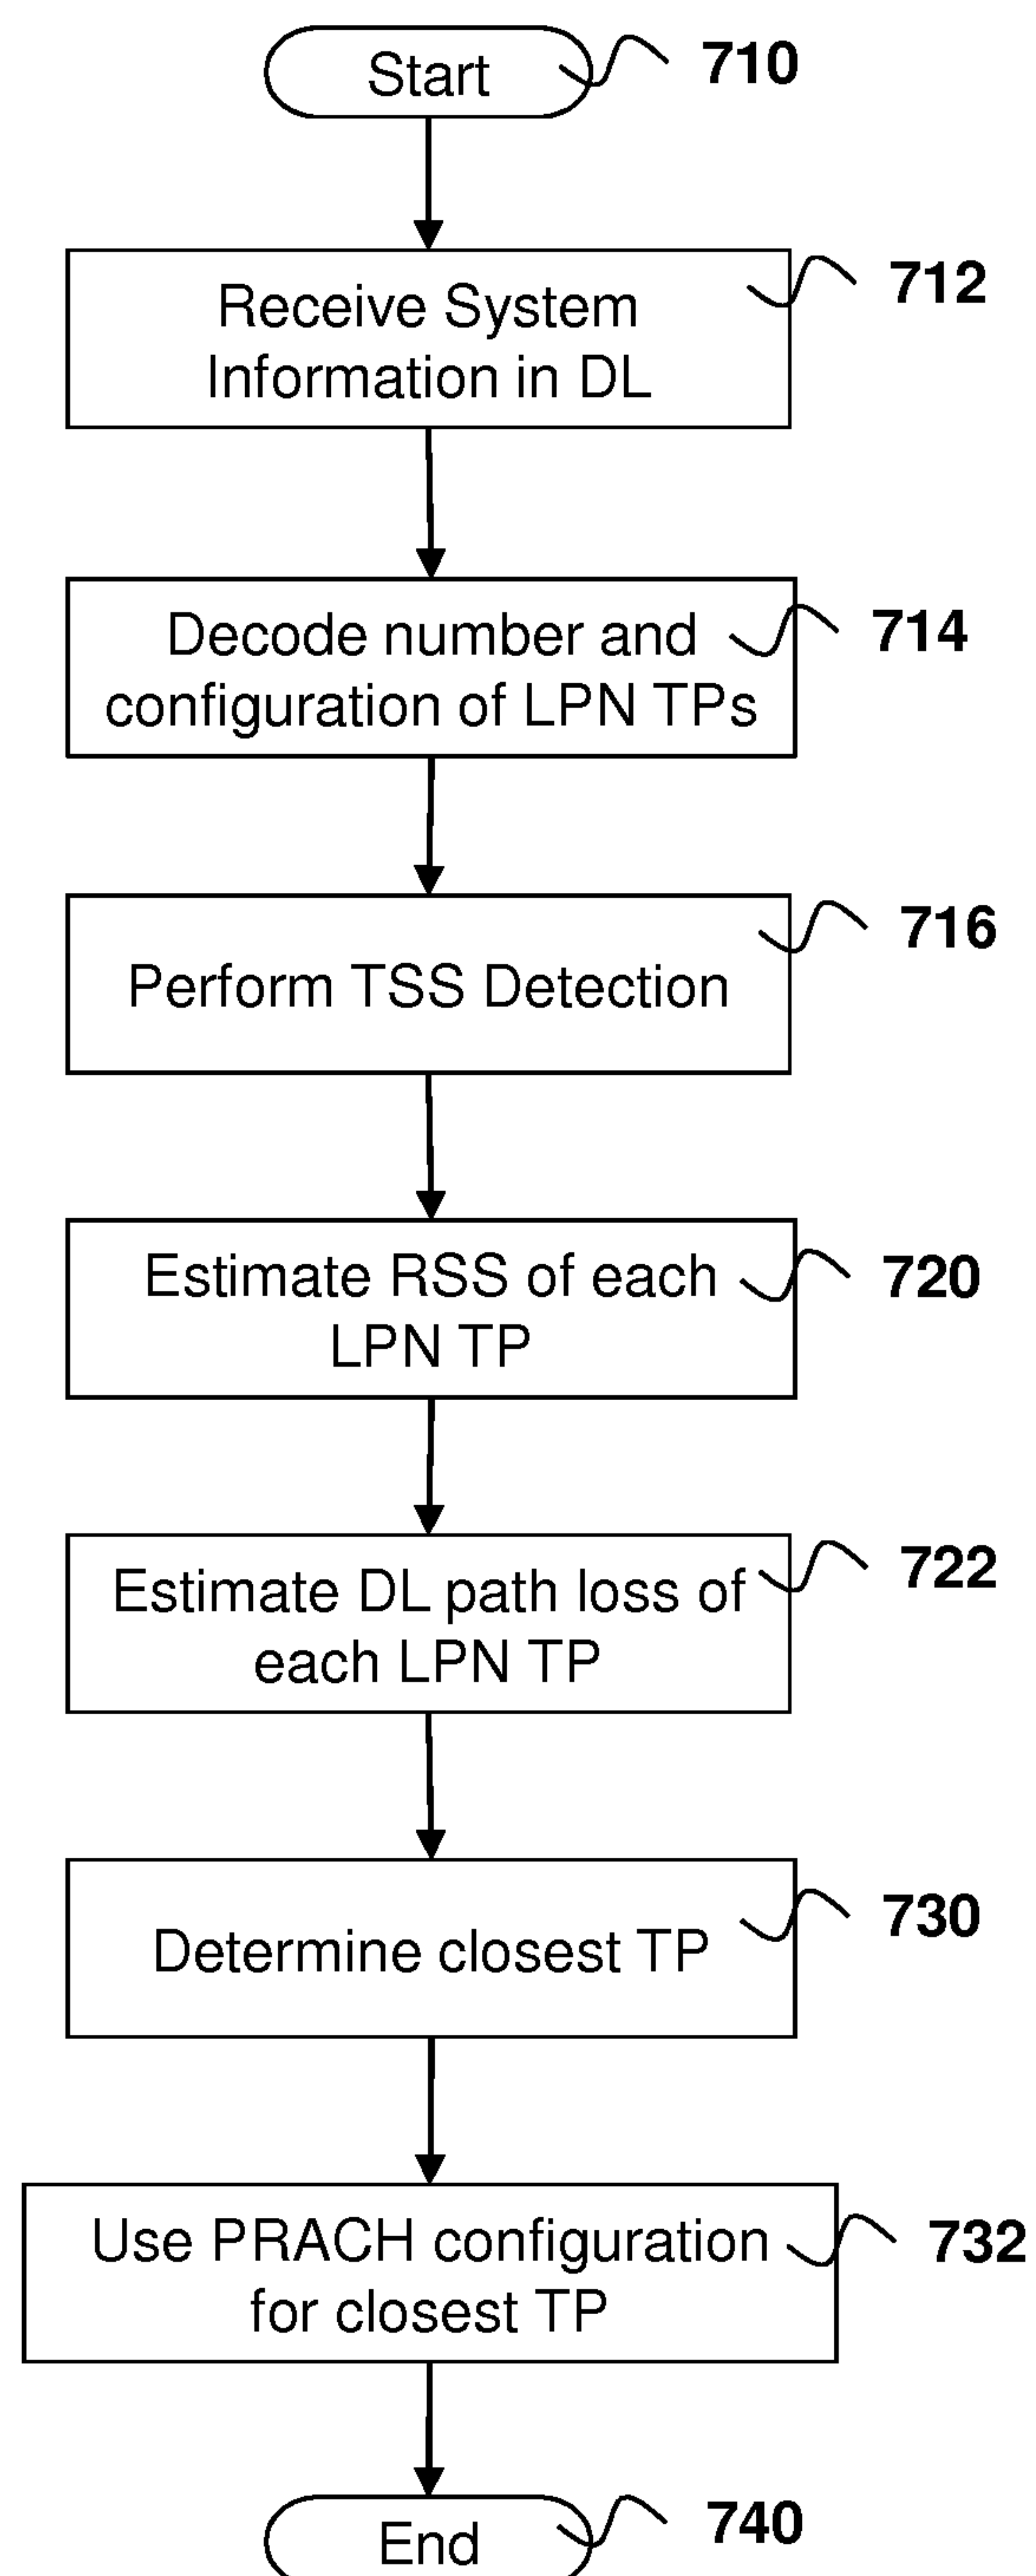 Start
710
Receive System
Information in DL
712
Decode number and
configuration of LPN TPs
714
Perform TSS Detection
716
Estimate RSS of each
LPN TP
720
Estimate DL path loss of
each LPN TP
722
Determine closest TP
730
Use PRACH configuration
for closest TP
732
End
740